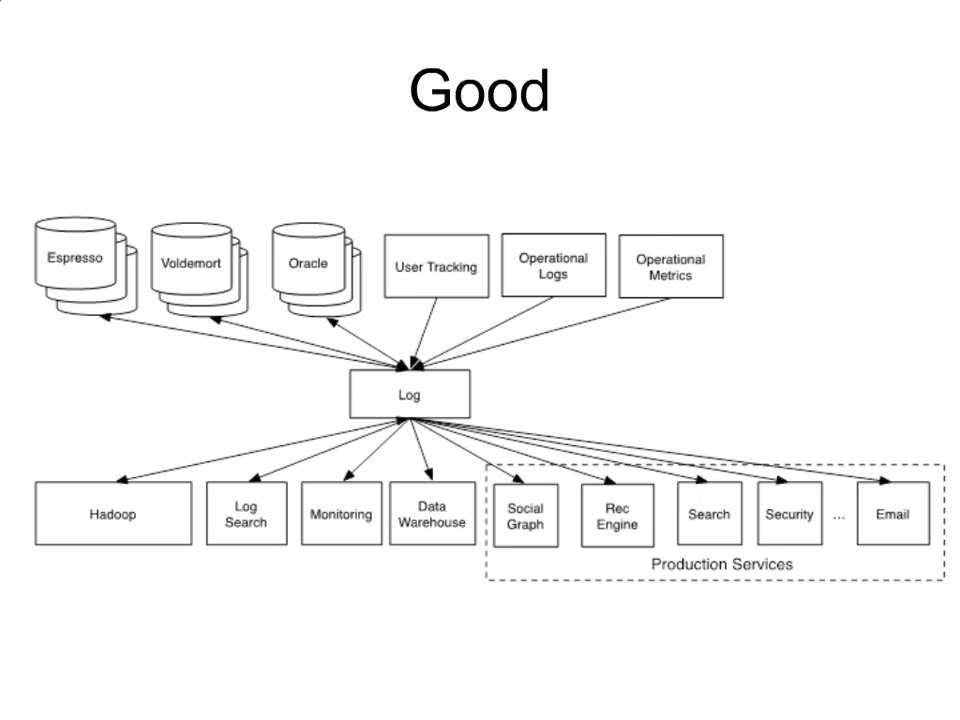 Good
Espresso
Voldemort
Oracle
User Tracking
Operational
Logs
Operational
Metrics
Log
Hadoop
Log
Search
Monitoring
Data
Warehouse
Social
Graph
Rec
Engine
Search
Security
...
Email
Production Services